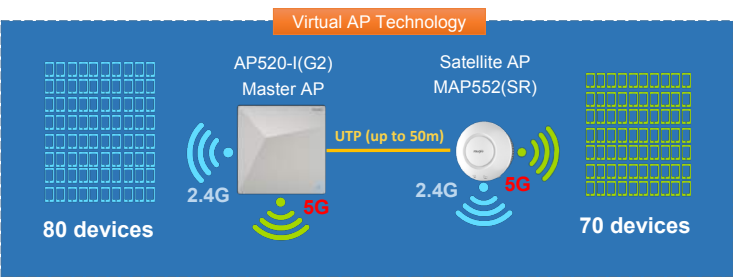 Virtual AP Technology
AP520-I(G2)
Master AP
Satellite AP
MAP552(SR)
UTP (up to 50m)
2.4G
5G
2.4G
5G
80 devices
70 devices